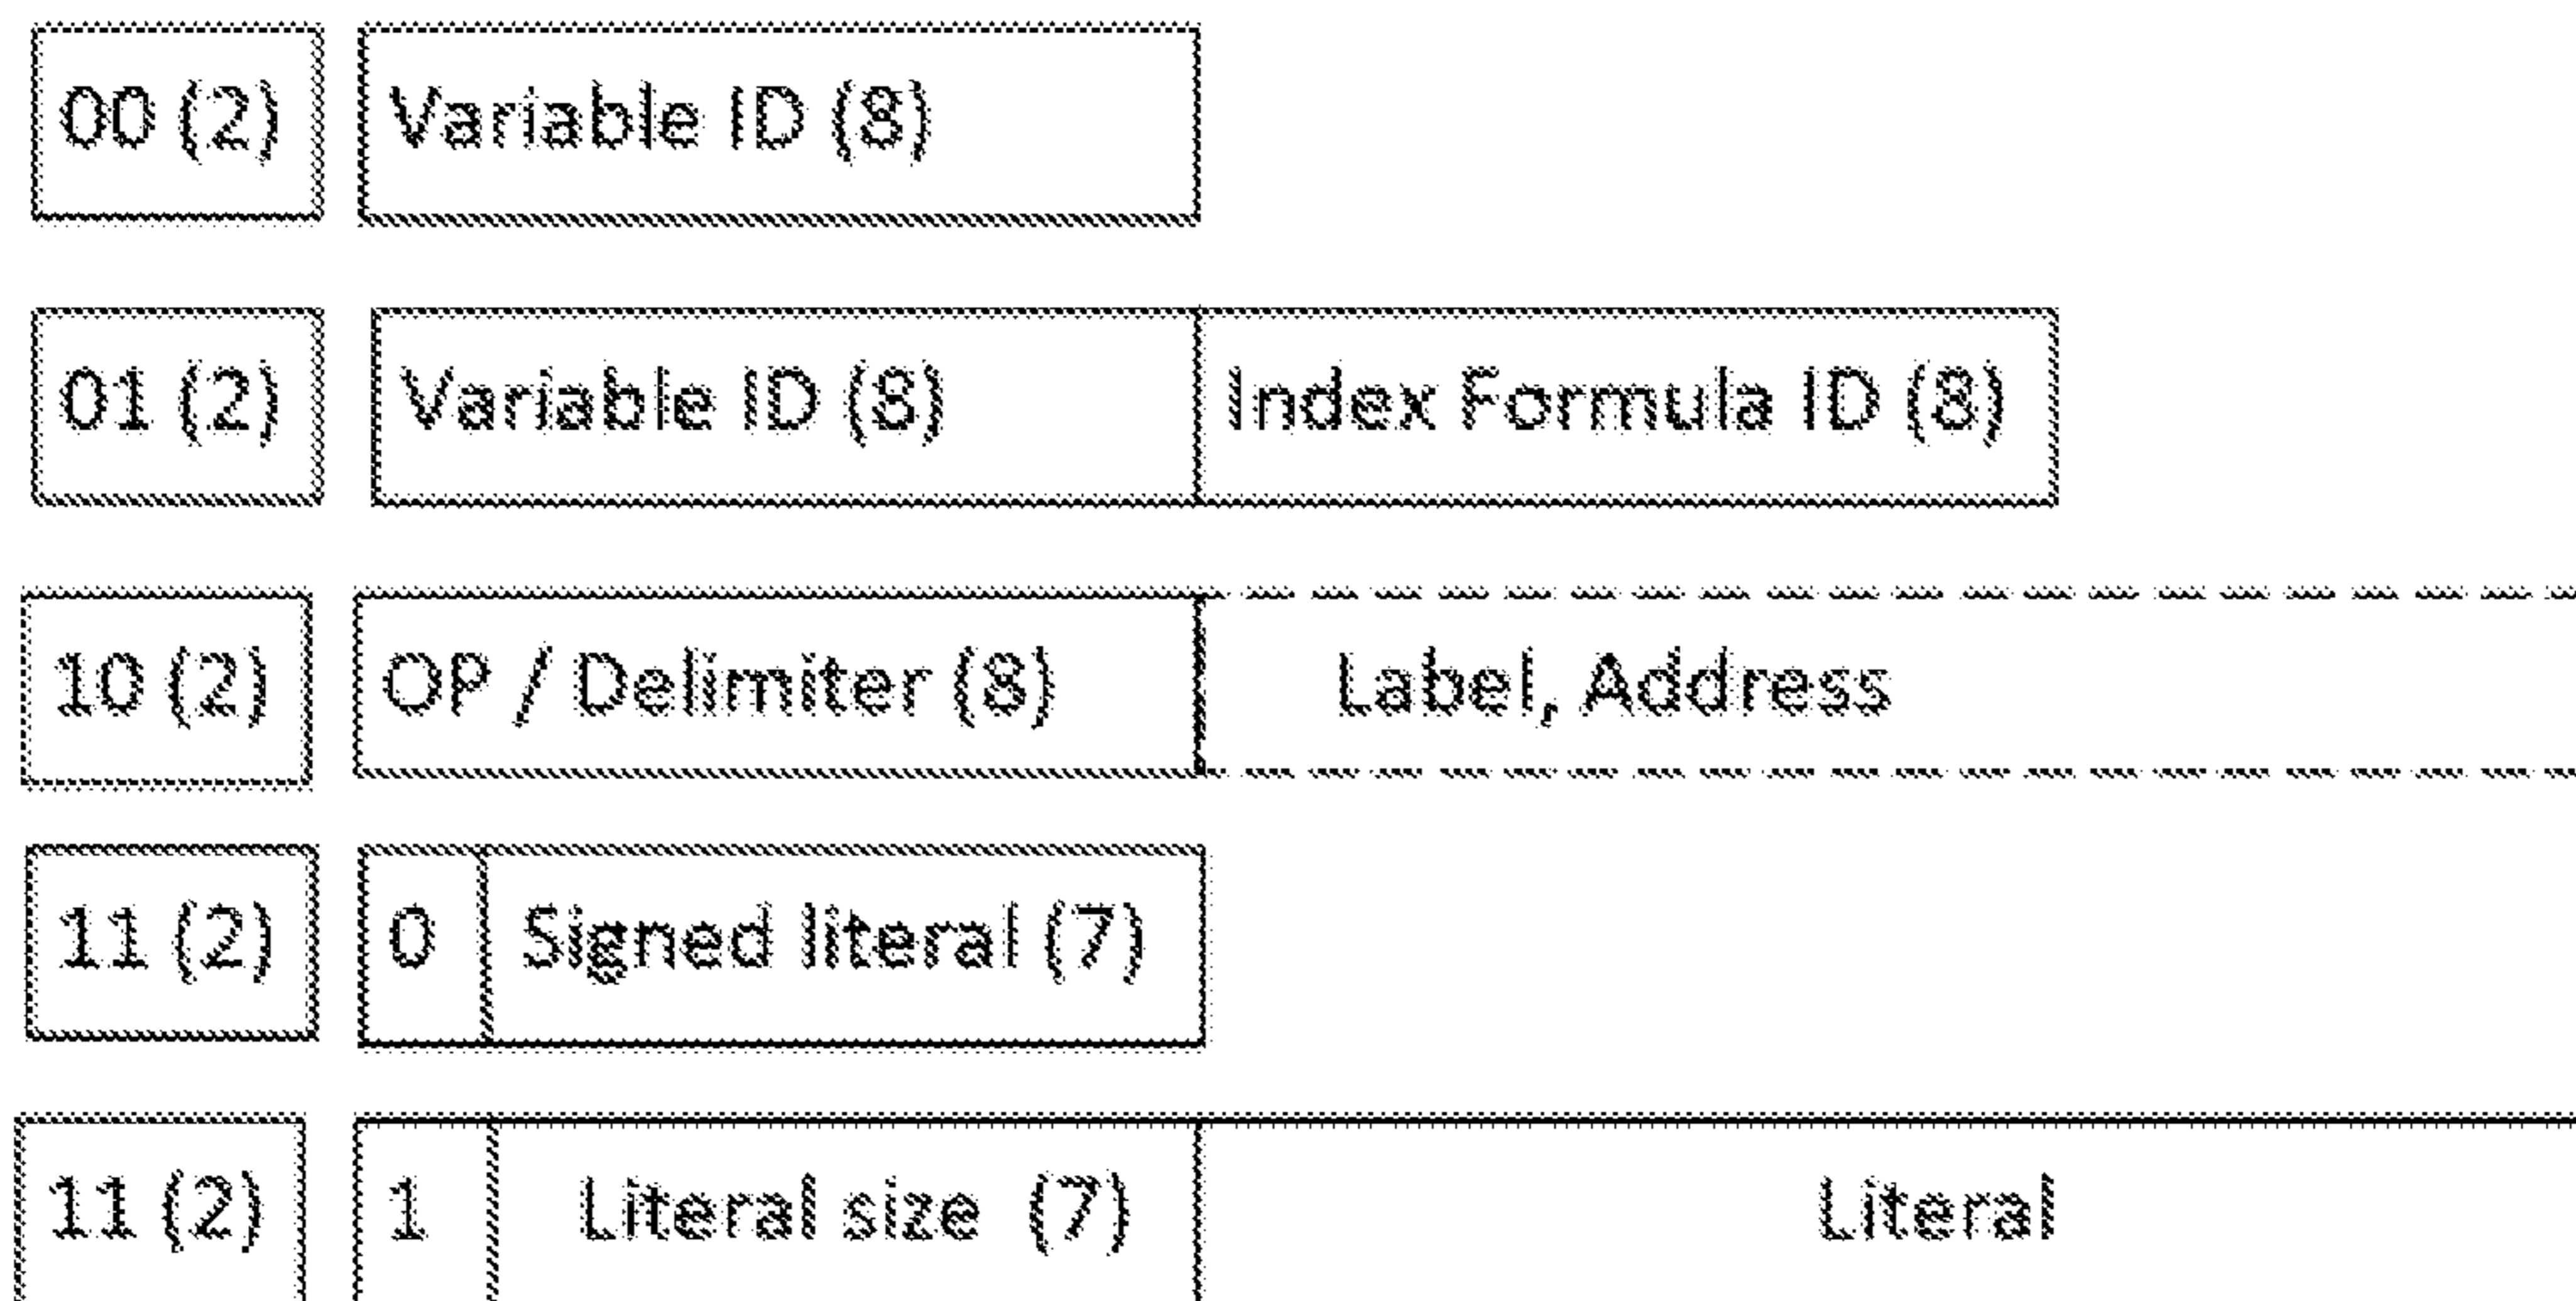 00 (2) Variable ID (8)
01 (2) Variable ID (8) Index Formula ID (8)
10 (2) OP / Delimiter (8) Label, Address
11 (2) 0 Signed literal (7)
11 (2) 1 Literal size (7) Literal